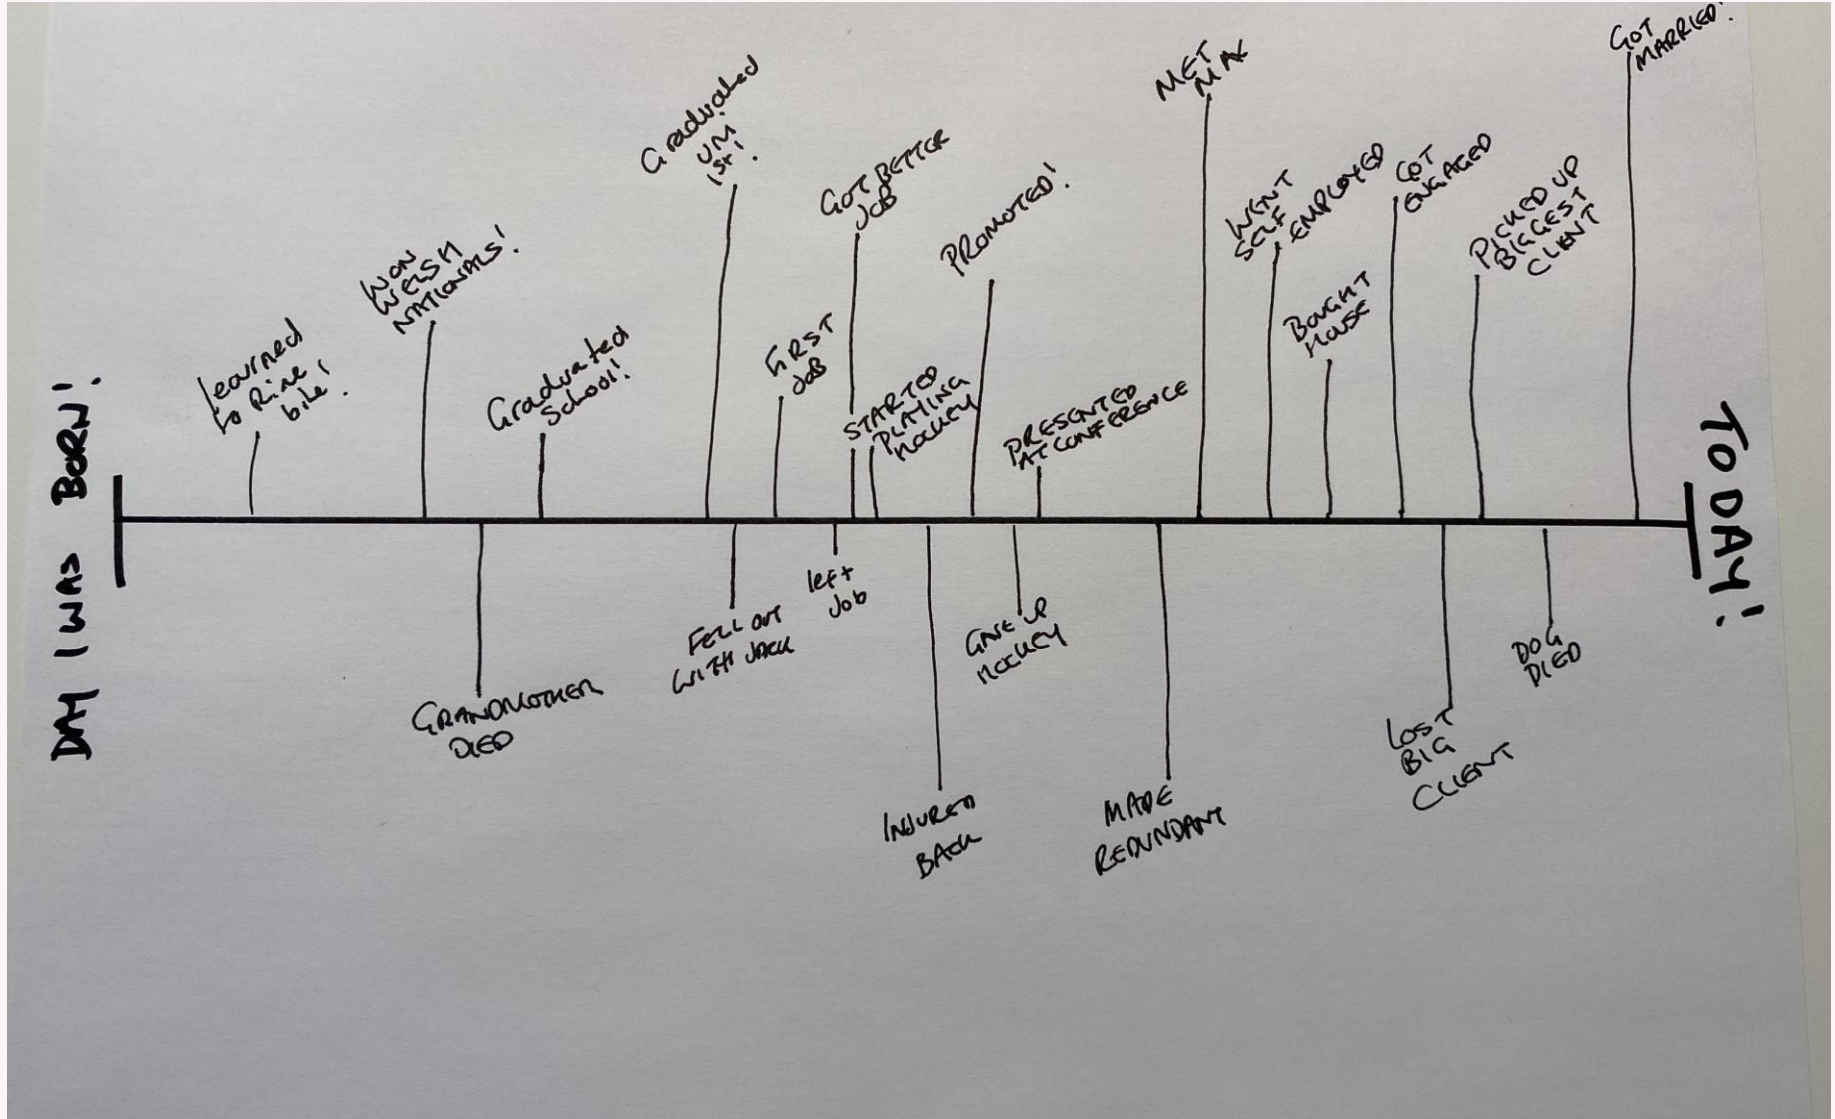 DAY I WAS BORN!
Learned
to Ride
bike!
WON
WELSH
NATIONALS!
GRANDMOTHER
DIED
Graduated
School!
Graduated
UNI
1st!
FELL OUT
WITH JACK
FIRST
JOB
left
Job
GOT BETTER
JOB
STARTED
PLAYING
HOCKEY
INJURED
BACK
PROMOTED!
GAVE UP
HOCKEY
PRESENTED
AT CONFERENCE
MADE
REDUNDANT
MET
WENT
SELF
EMPLOYED
BOUGHT
HOUSE
GOT
ENGAGED
LOST
BIG
CLIENT
PICKED UP
BIGGEST
CLIENT
DOG
DIED
GOT
MARRIED!
TODAY!